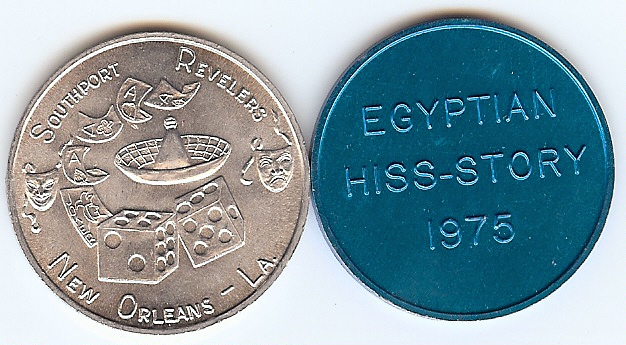 Southport Revelers
New Orleans - La.
EGYPTIAN
HISS-STORY
1975